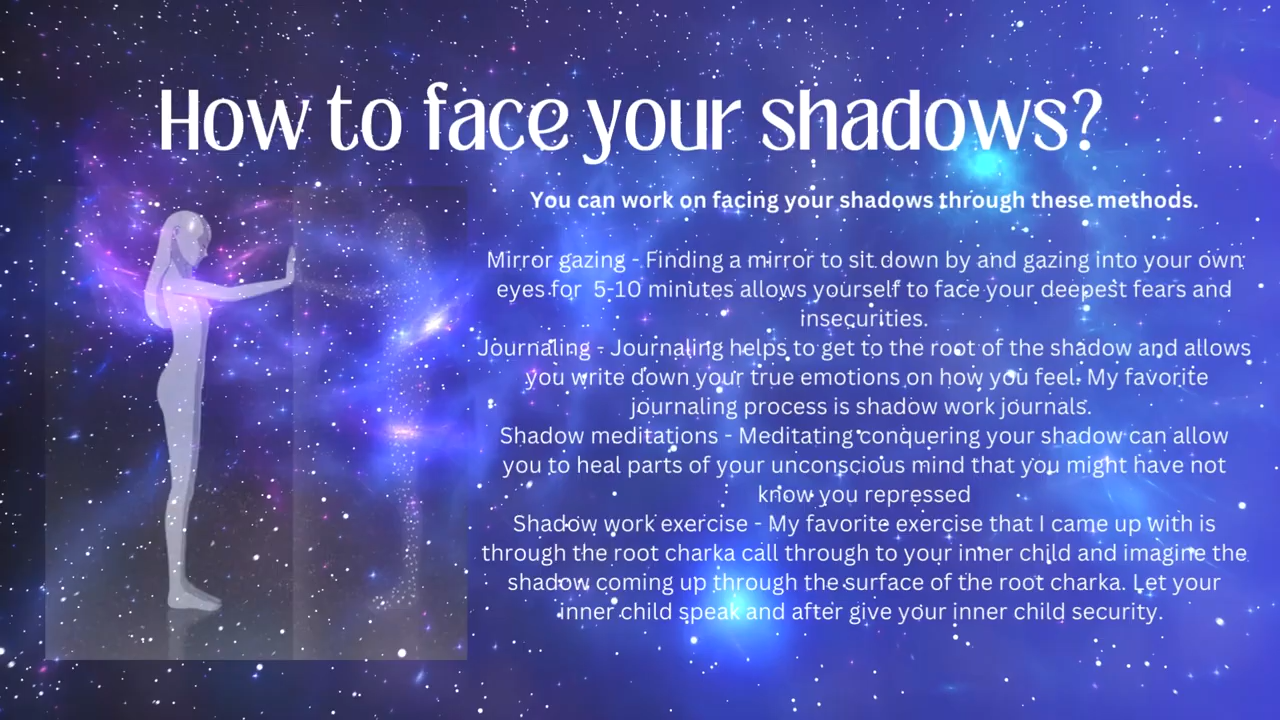 How to face your shadows?
You can work on facing your shadows through these methods.
Mirror gazing - Finding a mirror to sit down by and gazing into your own
eyes for 5-10 minutes allows yourself to face your deepest fears and
insecurities.
Journaling - Journaling helps to get to the root of the shadow and allows
you write down your true emotions on how you feel. My favorite
journaling process is shadow work journals.
Shadow meditations - Meditating conquering your shadow can allow
you to heal parts of your unconscious mind that you might have not
know you repressed
Shadow work exercise - My favorite exercise that I came up with is
through the root charka call through to your inner child and imagine the
shadow coming up through the surface of the root charka. Let your
inner child speak and after give your inner child security.